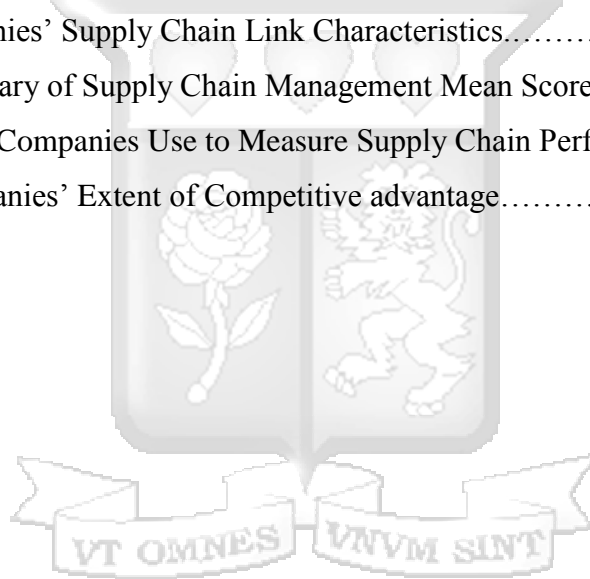 nies’ Supply Chain Link Characteristics.………
ary of Supply Chain Management Mean Score
Companies Use to Measure Supply Chain Perf
anies’ Extent of Competitive advantage………
VT OMNES VNVM SINT